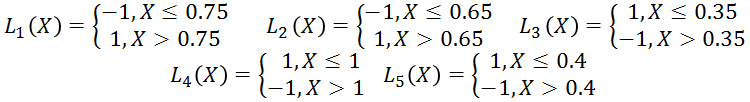 L₁(X) = { −1, X ≤ 0.75   L₂(X) = { −1, X ≤ 0.65   L₃(X) = { 1, X ≤ 0.35
1, X > 0.75   1, X > 0.65   −1, X > 0.35
L₄(X) = { 1, X ≤ 1   L₅(X) = { 1, X ≤ 0.4
−1, X > 1   −1, X > 0.4